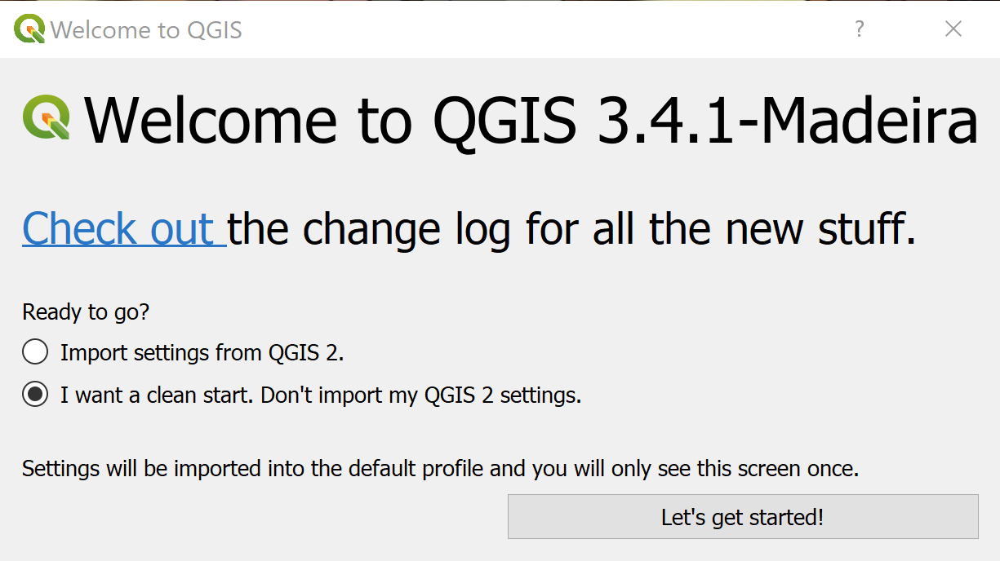 Welcome to QGIS
?
Welcome to QGIS 3.4.1-Madeira
Check out the change log for all the new stuff.
Ready to go?
Import settings from QGIS 2.
I want a clean start. Don't import my QGIS 2 settings.
Settings will be imported into the default profile and you will only see this screen once.
Let's get started!